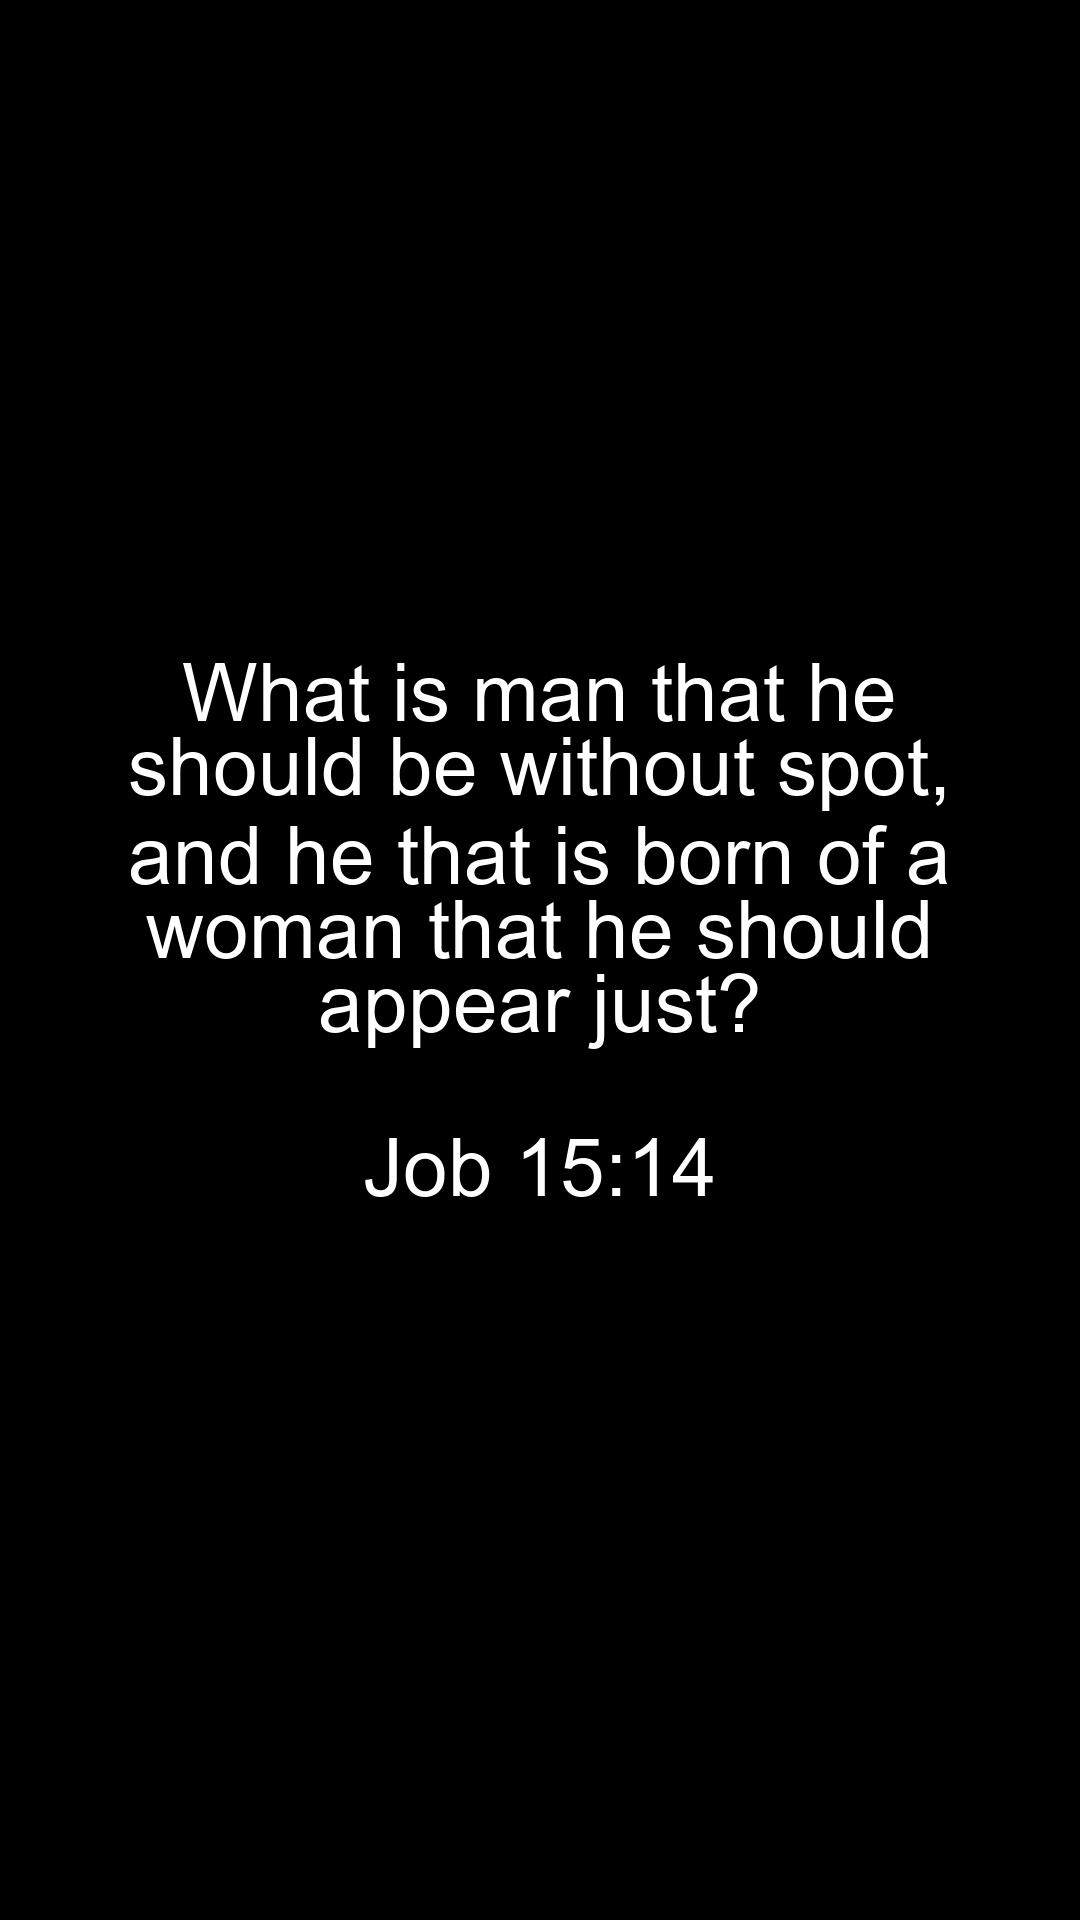 What is man that he
should be without spot,
and he that is born of a
woman that he should
appear just?
Job 15:14